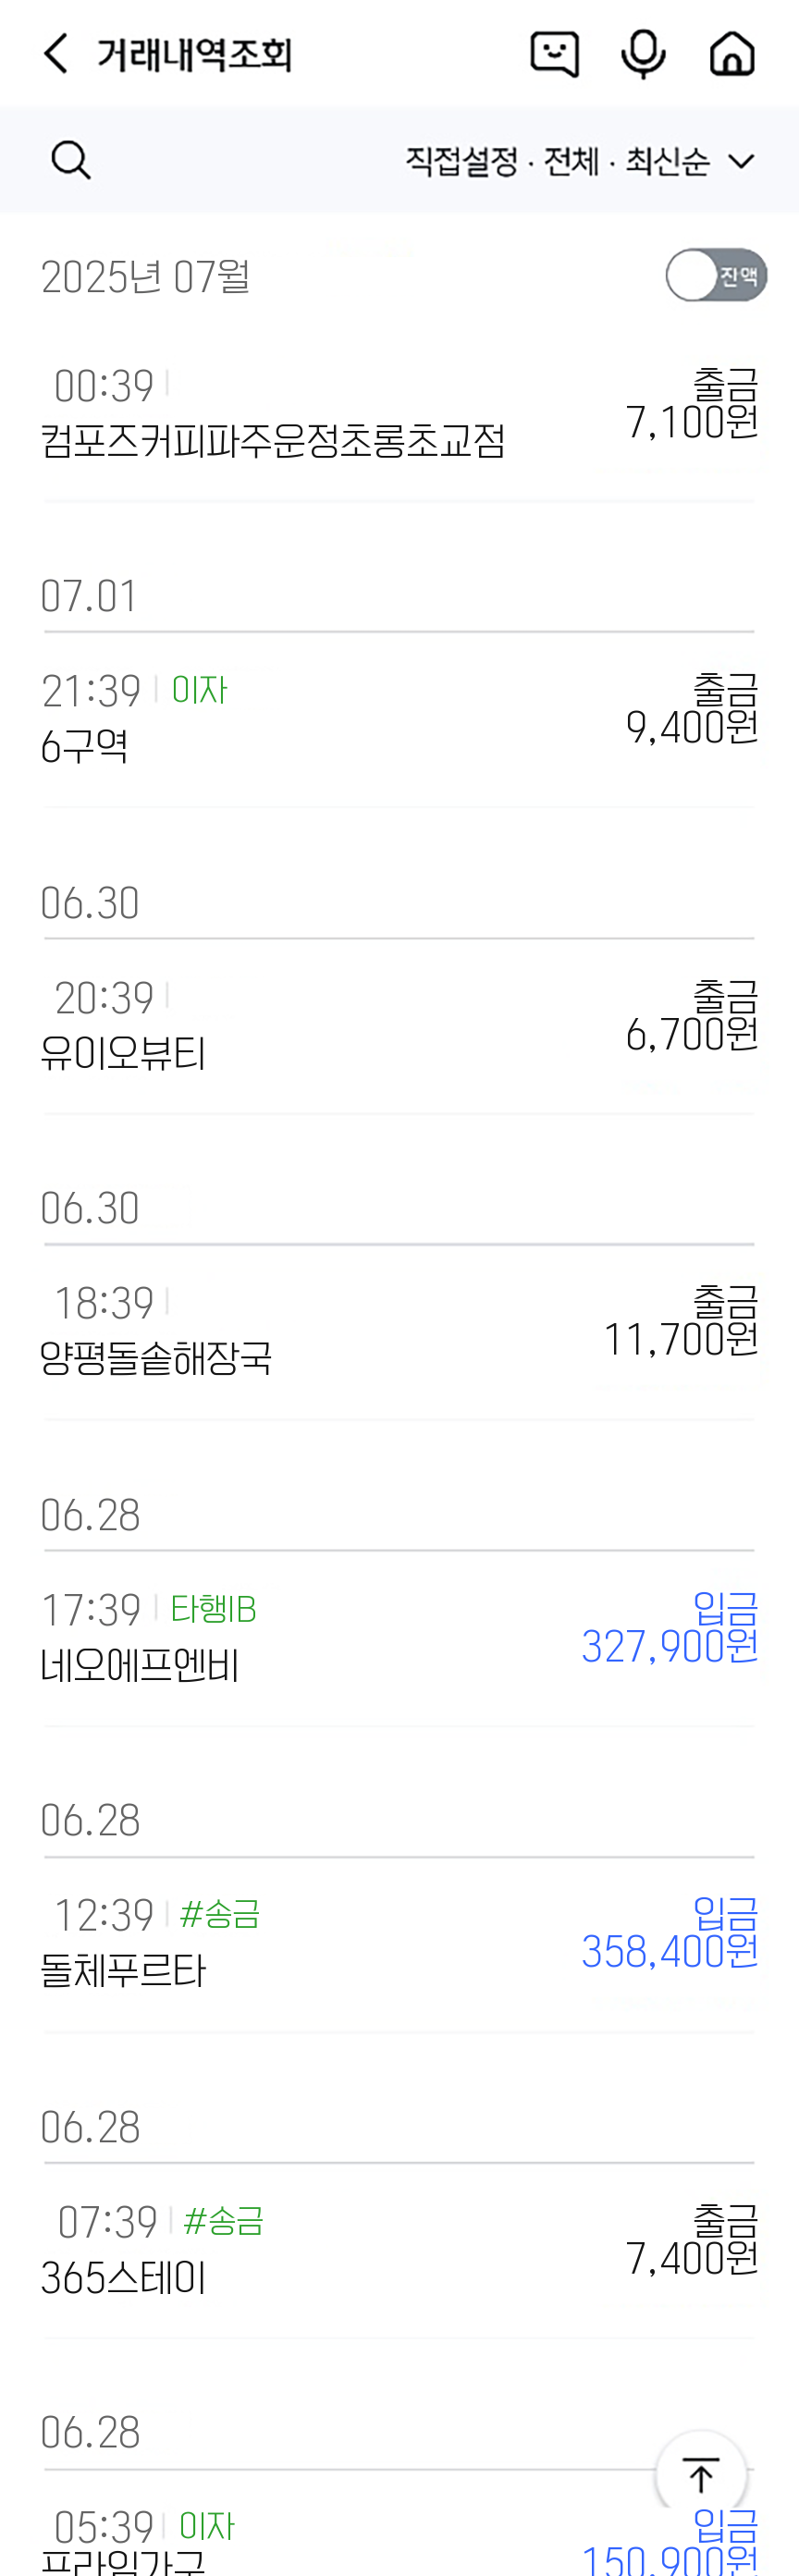 거래내역조회
직접설정 · 전체 · 최신순
2025년 07월
잔액
00:39
출금
7,100원
컴포즈커피파주운정초롱초교점
07.01
21:39 이자
출금
9,400원
6구역
06.30
20:39
출금
6,700원
유이오뷰티
06.30
18:39
출금
11,700원
양평돌솥해장국
06.28
17:39 타행IB
입금
327,900원
네오에프엔비
06.28
12:39 #송금
입금
358,400원
돌체푸르타
06.28
07:39 #송금
출금
7,400원
365스테이
06.28
05:39 이자
입금
150,900원
프라임가구